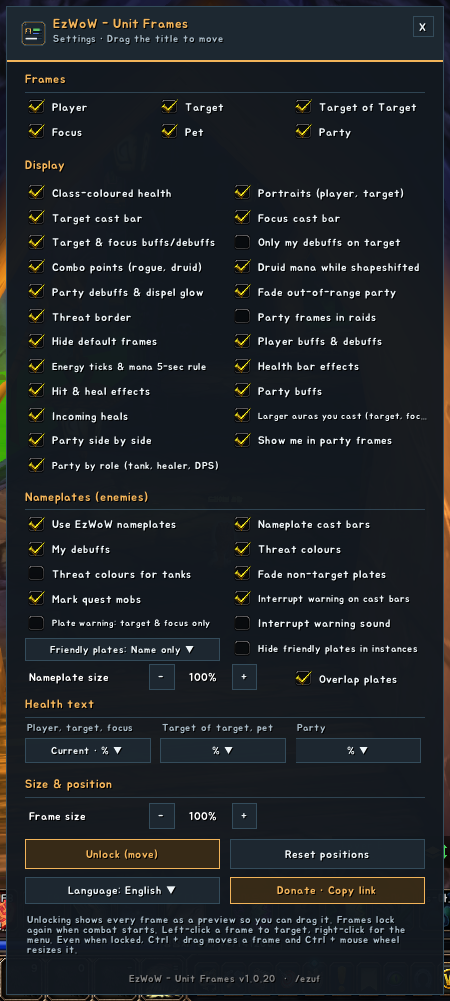 EzWoW - Unit Frames
Settings · Drag the title to move
X
Frames
Player
Target
Target of Target
Focus
Pet
Party
Display
Class-coloured health
Portraits (player, target)
Target cast bar
Focus cast bar
Target & focus buffs/debuffs
Only my debuffs on target
Combo points (rogue, druid)
Druid mana while shapeshifted
Party debuffs & dispel glow
Fade out-of-range party
Threat border
Party frames in raids
Hide default frames
Player buffs & debuffs
Energy ticks & mana 5-sec rule
Health bar effects
Hit & heal effects
Party buffs
Incoming heals
Larger auras you cast (target, foc...
Party side by side
Show me in party frames
Party by role (tank, healer, DPS)
Nameplates (enemies)
Use EzWoW nameplates
Nameplate cast bars
My debuffs
Threat colours
Threat colours for tanks
Fade non-target plates
Mark quest mobs
Interrupt warning on cast bars
Plate warning: target & focus only
Interrupt warning sound
Friendly plates: Name only ▼
Hide friendly plates in instances
Nameplate size
-
100%
+
Overlap plates
Health text
Player, target, focus
Target of target, pet
Party
Current · % ▼
% ▼
% ▼
Size & position
Frame size
-
100%
+
Unlock (move)
Reset positions
Language: English ▼
Donate · Copy link
Unlocking shows every frame as a preview so you can drag it. Frames lock
again when combat starts. Left-click a frame to target, right-click for the
menu. Even when locked, Ctrl + drag moves a frame and Ctrl + mouse wheel
resizes it.
EzWoW - Unit Frames v1.0.20 · /ezuf